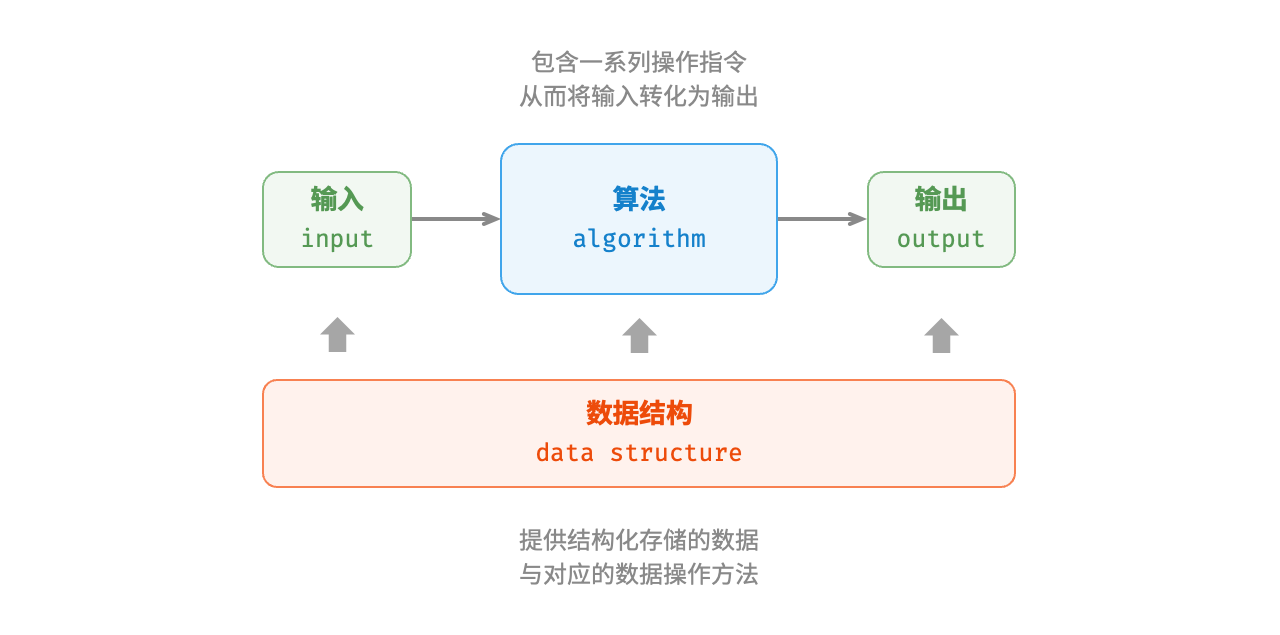 包含一系列操作指令
从而将输入转化为输出
输入
input
算法
algorithm
输出
output
数据结构
data structure
提供结构化存储的数据
与对应的数据操作方法